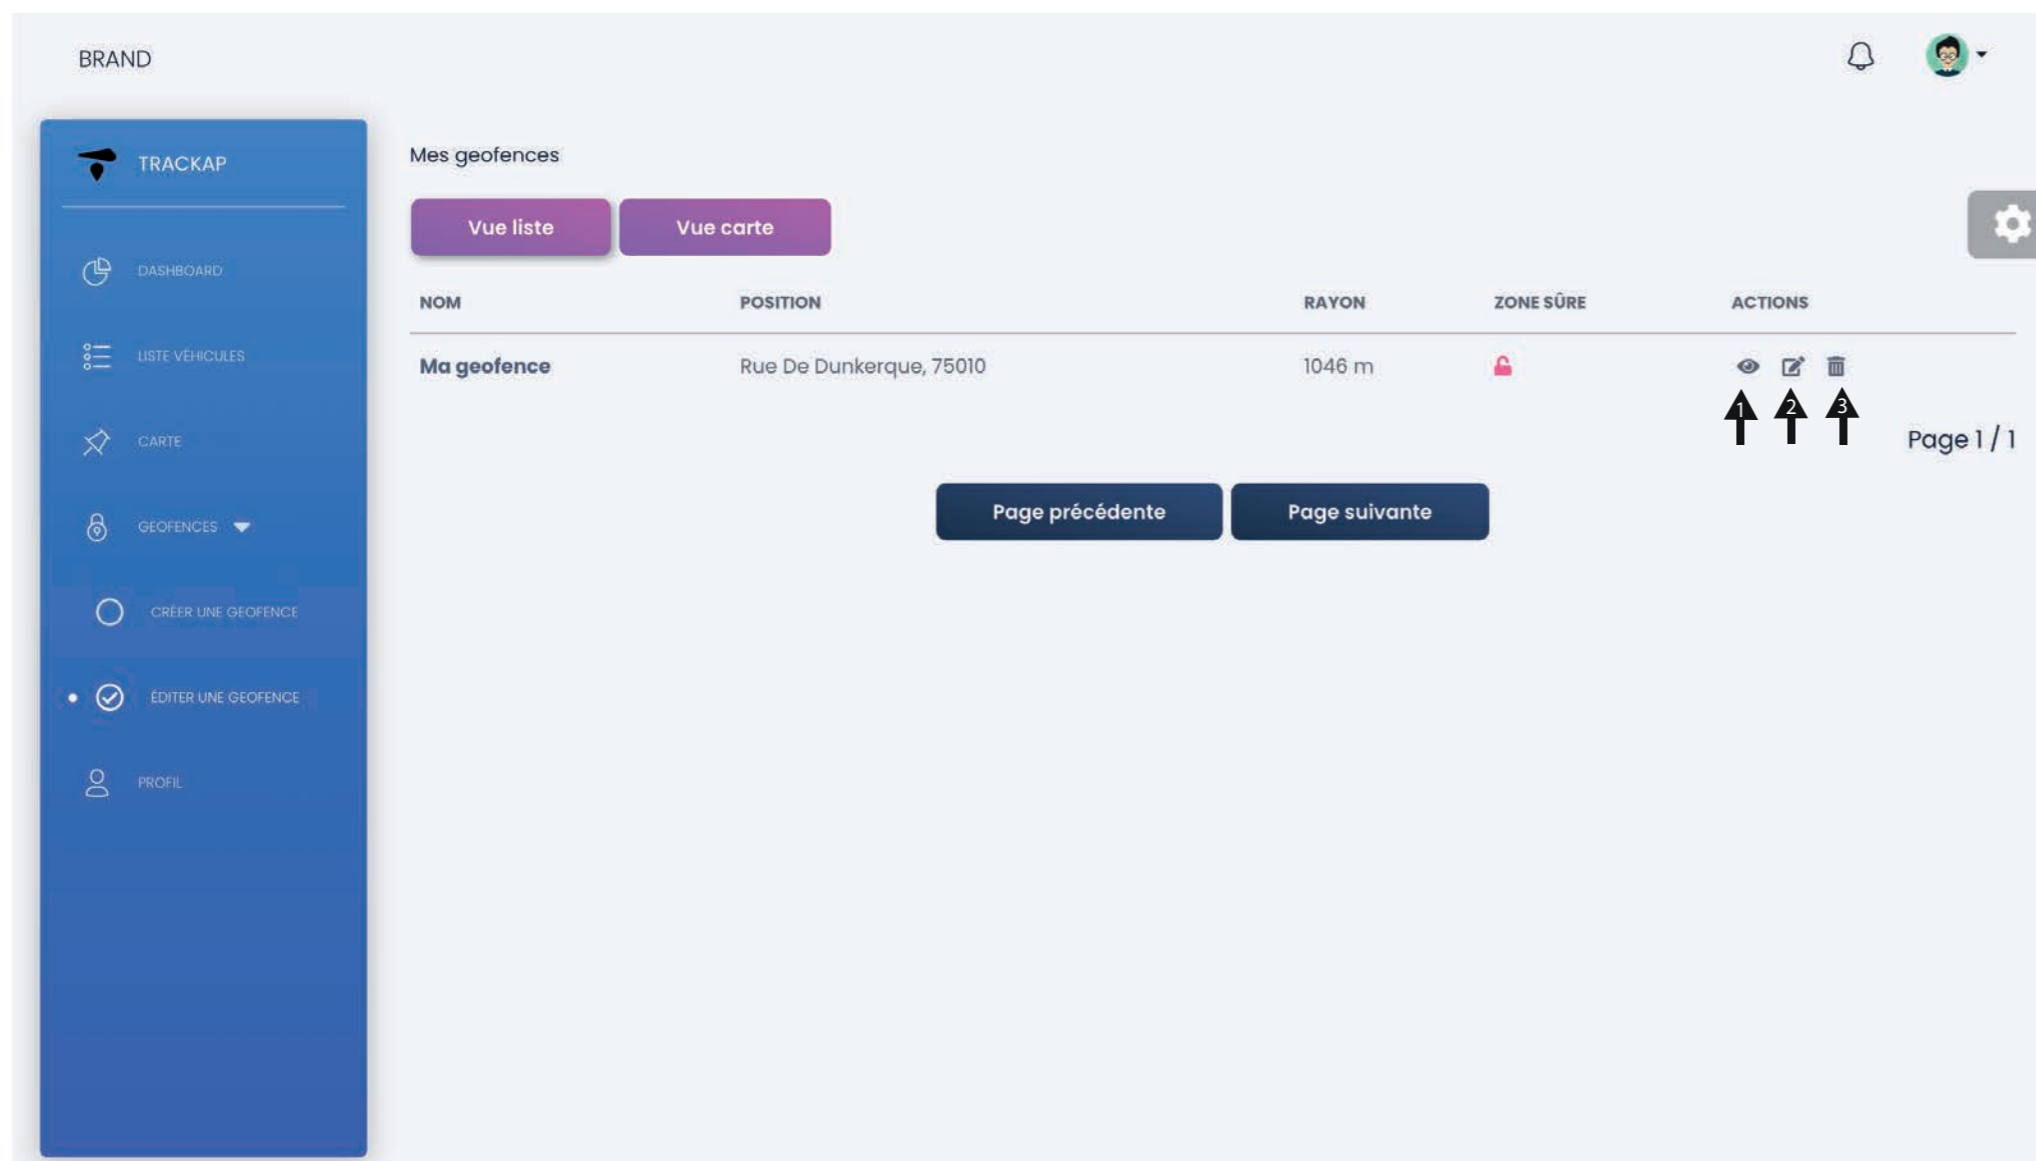 BRAND
TRACKAP
DASHBOARD
LISTE VÉHICULES
CARTE
GEOFENCES
CRÉER UNE GEOFENCE
ÉDITER UNE GEOFENCE
PROFIL
Mes geofences
Vue liste
Vue carte
NOM POSITION RAYON ZONE SÛRE ACTIONS
Ma geofence Rue De Dunkerque, 75010 1046 m
1 2 3
Page 1 / 1
Page précédente
Page suivante